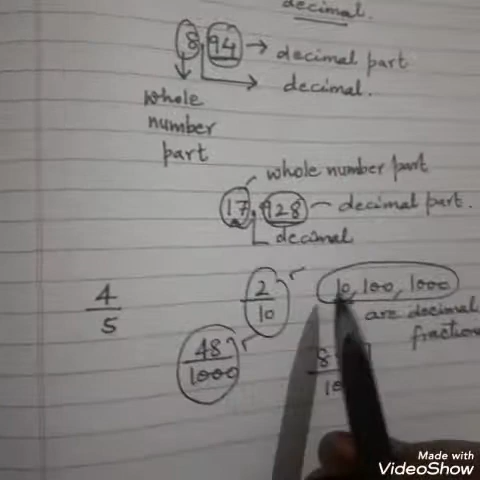 decimal.
8.94 → decimal part
decimal.
whole
number
part
whole number part
17.928 — decimal part.
decimal
4/5
2/10
10, 100, 1000
are decimal
fraction
48/1000
Made with
VideoShow